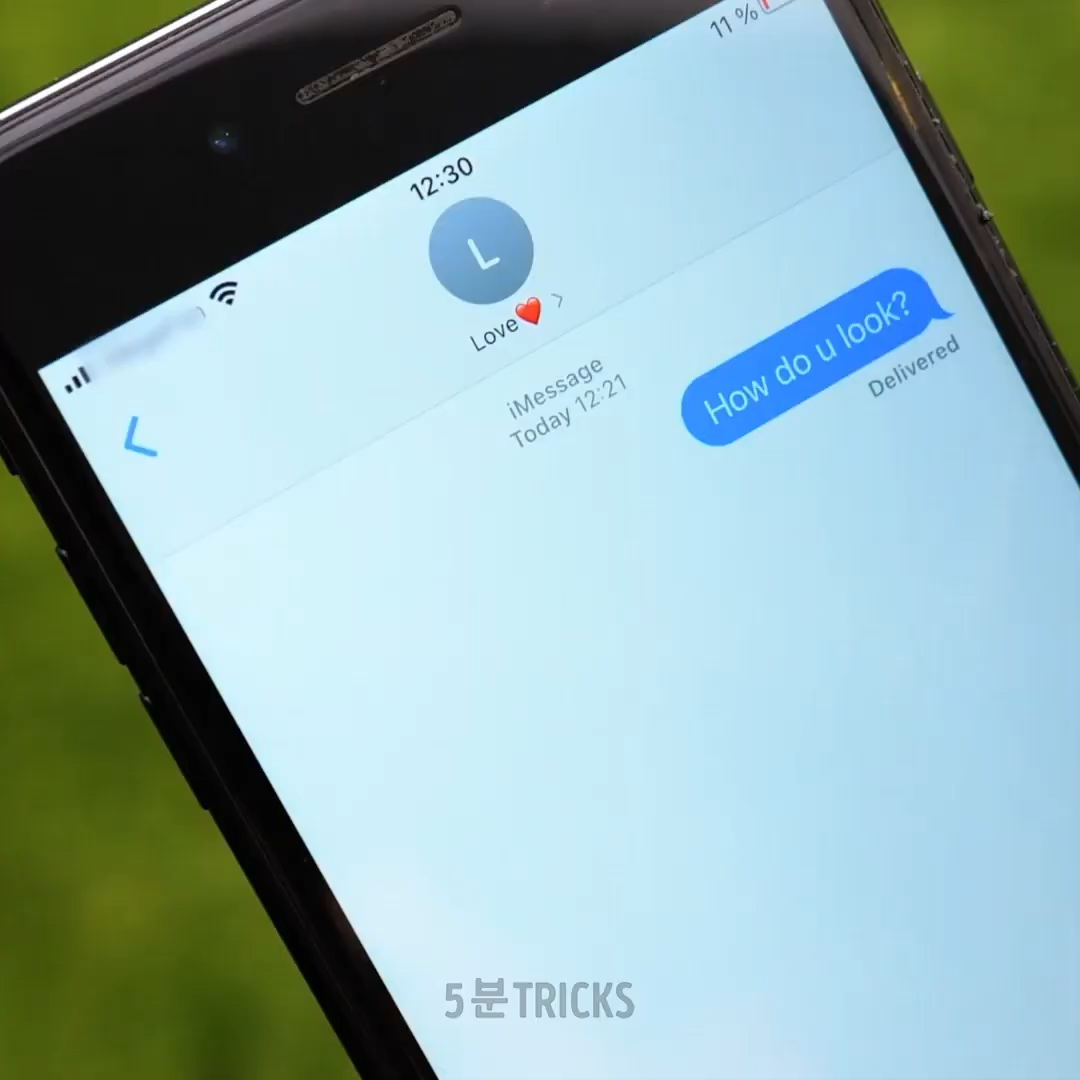 11 %
12:30
L
Love❤️ >
iMessage
Today 12:21
How do u look?
Delivered
5분TRICKS